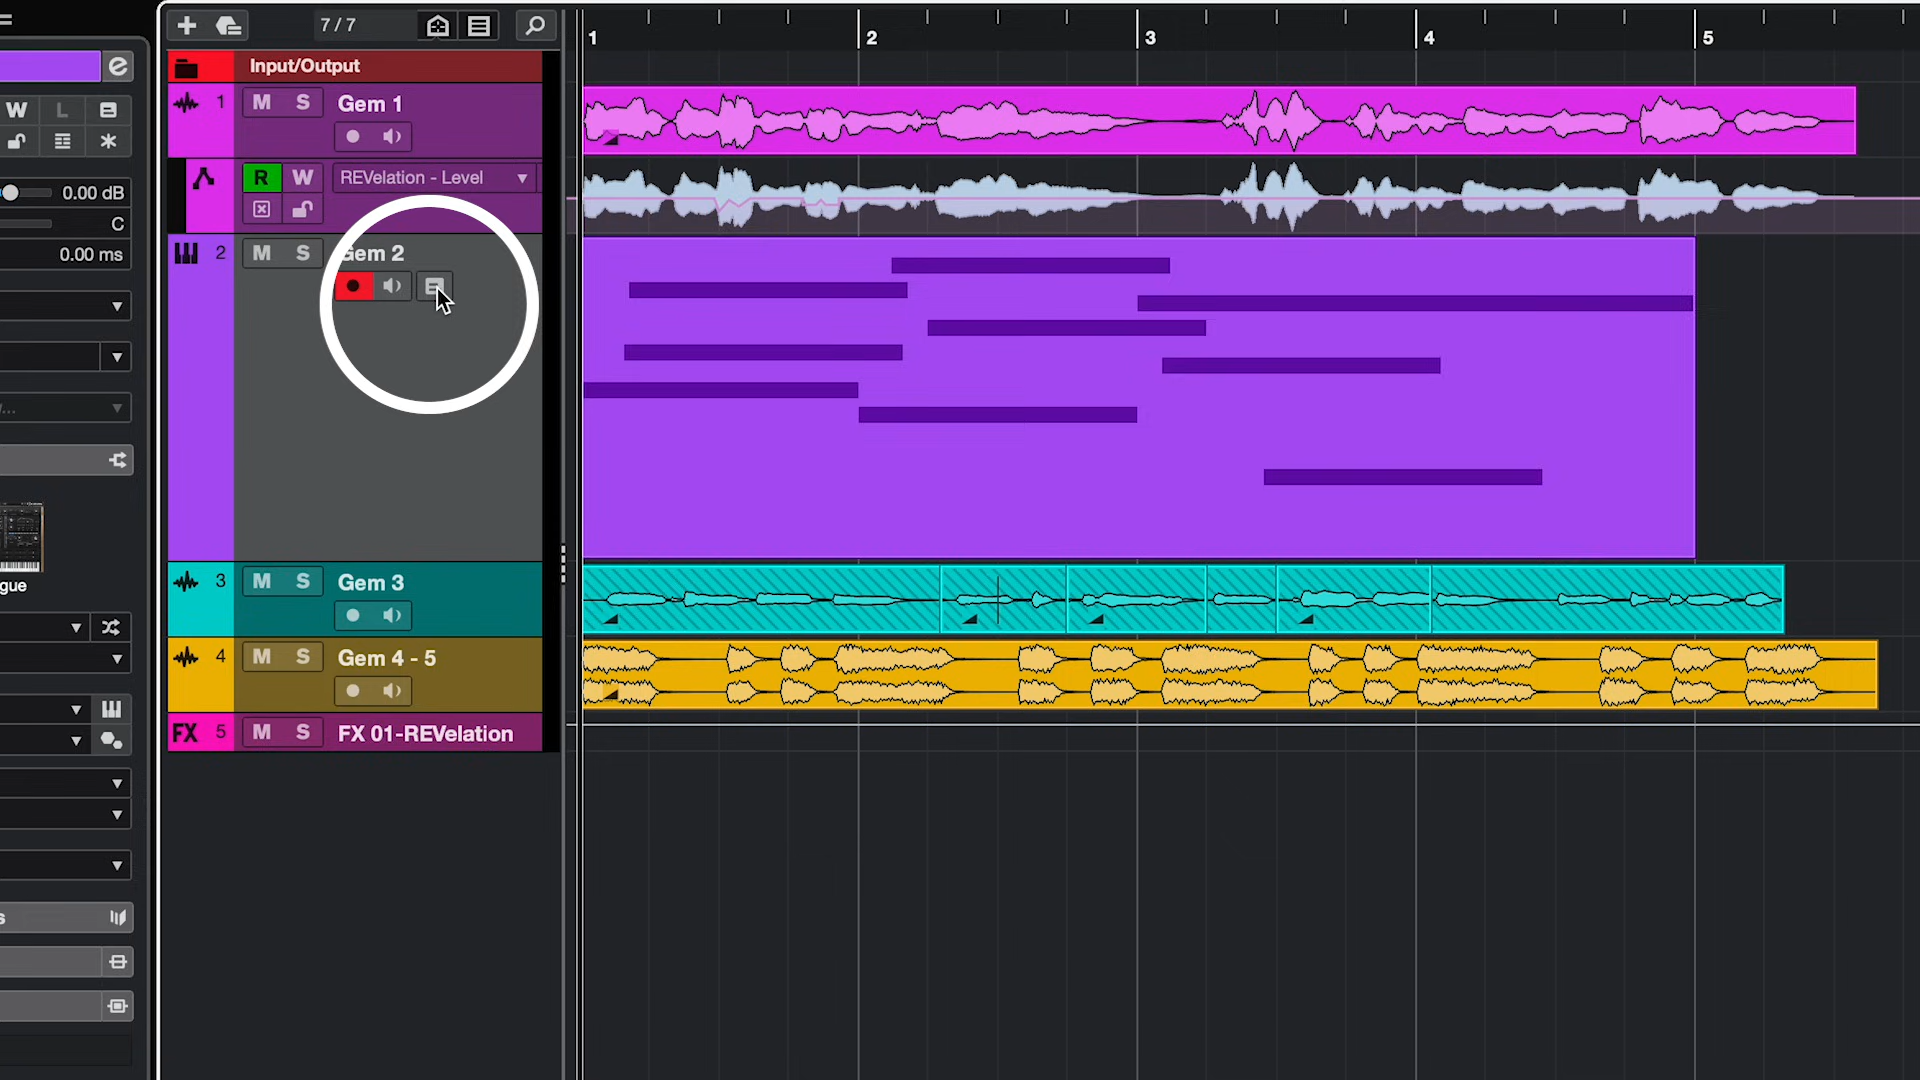 7 / 7
1 2 3 4 5
e
Input/Output
W L
1 M S Gem 1
R W REVelation - Level
0.00 dB
C
2 M S Gem 2
0.00 ms
gue
3 M S Gem 3
4 M S Gem 4 - 5
FX 5 M S FX 01-REVelation
s